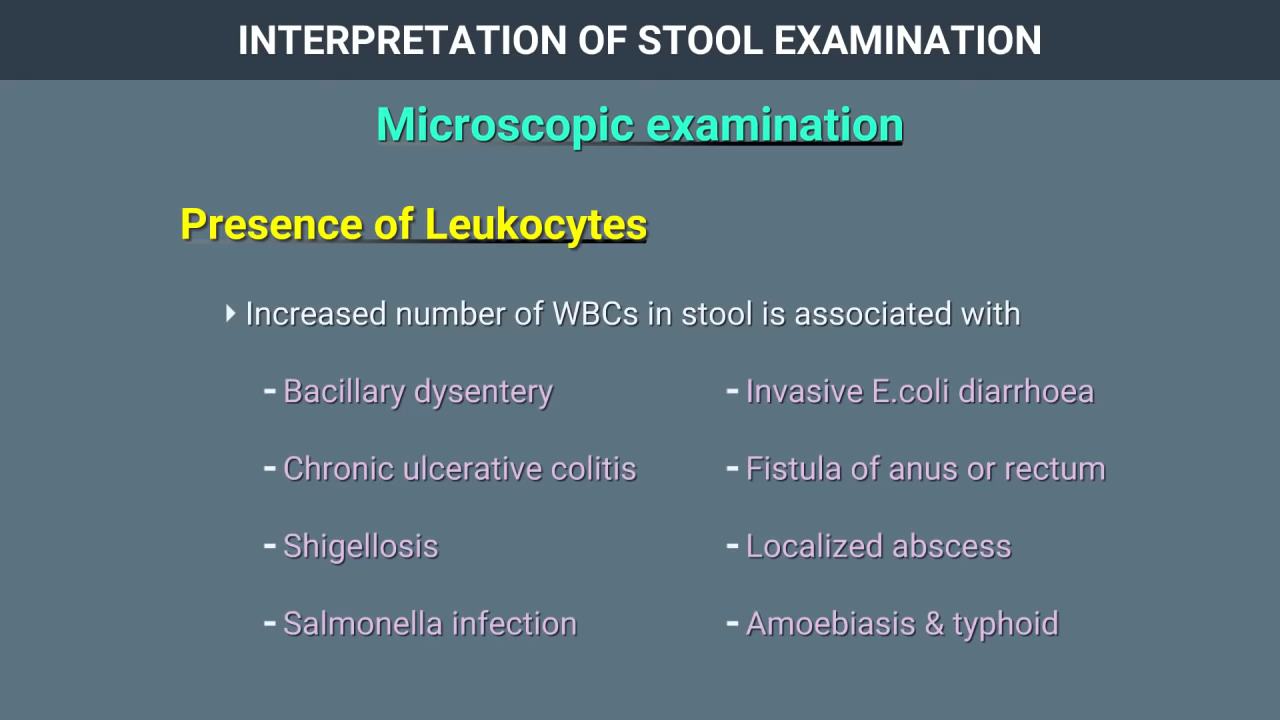 INTERPRETATION OF STOOL EXAMINATION
Microscopic examination
Presence of Leukocytes
Increased number of WBCs in stool is associated with
- Bacillary dysentery
- Chronic ulcerative colitis
- Shigellosis
- Salmonella infection
- Invasive E.coli diarrhoea
- Fistula of anus or rectum
- Localized abscess
- Amoebiasis & typhoid